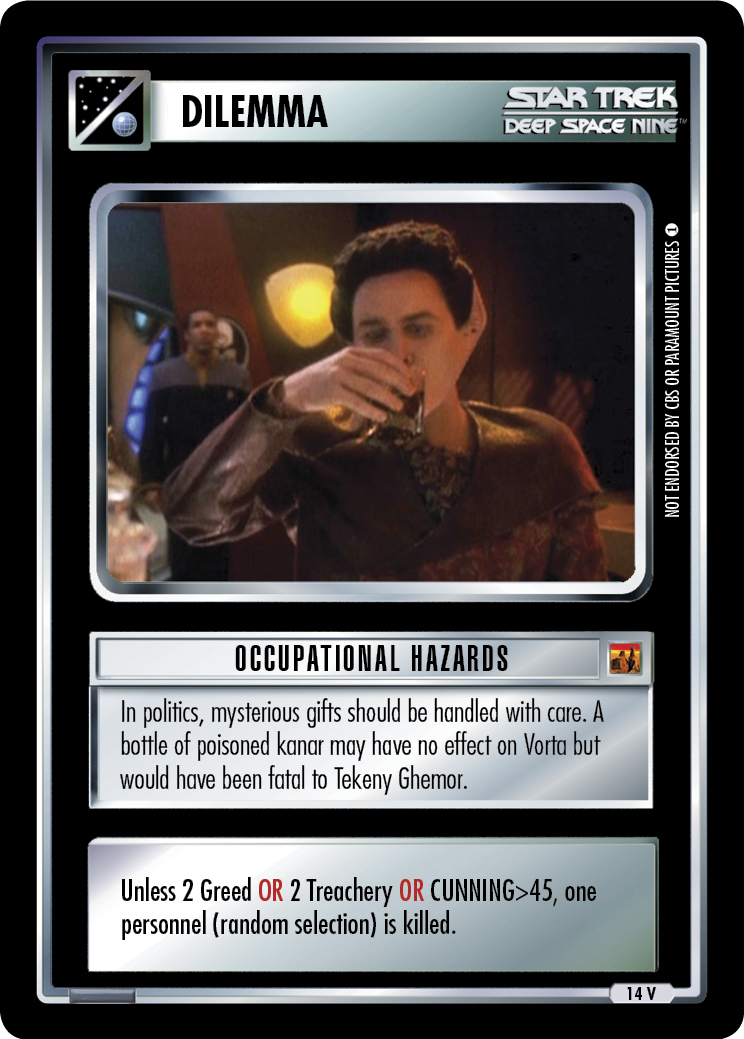 DILEMMA
STAR TREK
DEEP SPACE NINE™
NOT ENDORSED BY CBS OR PARAMOUNT PICTURES 1
OCCUPATIONAL HAZARDS
In politics, mysterious gifts should be handled with care. A
bottle of poisoned kanar may have no effect on Vorta but
would have been fatal to Tekeny Ghemor.
Unless 2 Greed OR 2 Treachery OR CUNNING>45, one
personnel (random selection) is killed.
14 V